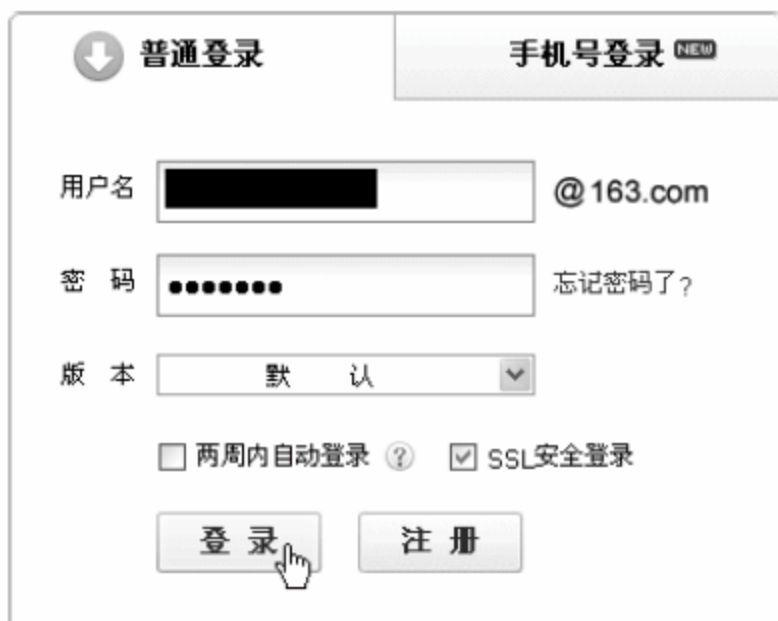 普通登录 手机号登录 NEW
用户名 @163.com
密 码 ●●●●●●● 忘记密码了?
版 本 默 认
两周内自动登录 ? SSL安全登录
登 录 注 册